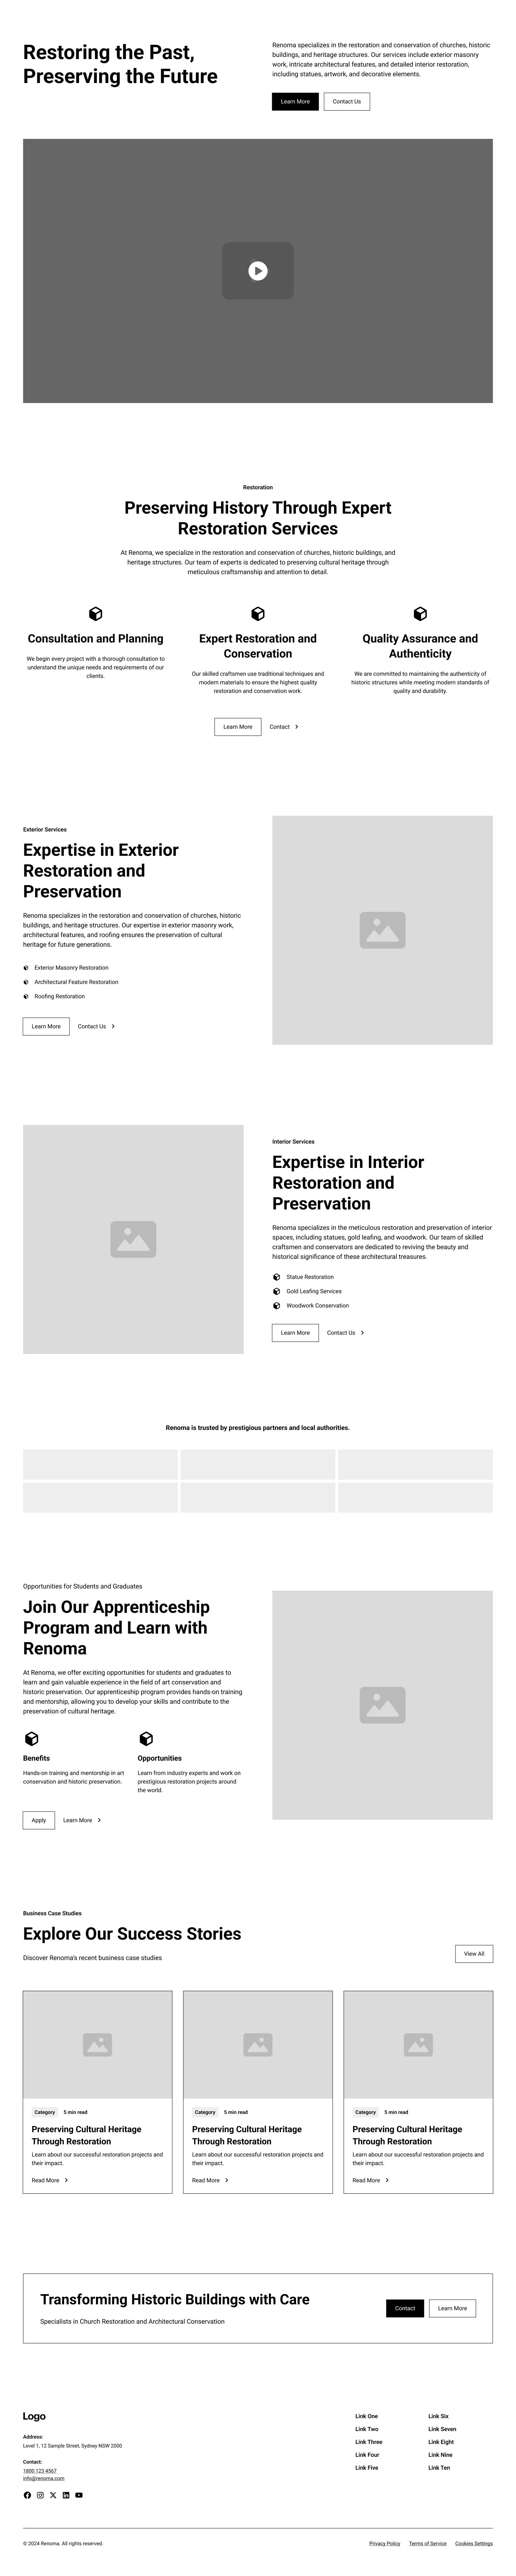 Restoring the Past,
Preserving the Future
Renoma specializes in the restoration and conservation of churches, historic
buildings, and heritage structures. Our services include exterior masonry
work, intricate architectural features, and detailed interior restoration,
including statues, artwork, and decorative elements.
Learn More
Contact Us
Restoration
Preserving History Through Expert
Restoration Services
At Renoma, we specialize in the restoration and conservation of churches, historic buildings, and
heritage structures. Our team of experts is dedicated to preserving cultural heritage through
meticulous craftsmanship and attention to detail.
Consultation and Planning
We begin every project with a thorough consultation to
understand the unique needs and requirements of our
clients.
Expert Restoration and
Conservation
Our skilled craftsmen use traditional techniques and
modern materials to ensure the highest quality
restoration and conservation work.
Quality Assurance and
Authenticity
We are committed to maintaining the authenticity of
historic structures while meeting modern standards of
quality and durability.
Learn More
Contact
Exterior Services
Expertise in Exterior
Restoration and
Preservation
Renoma specializes in the restoration and conservation of churches, historic
buildings, and heritage structures. Our expertise in exterior masonry work,
architectural features, and roofing ensures the preservation of cultural
heritage for future generations.
Exterior Masonry Restoration
Architectural Feature Restoration
Roofing Restoration
Learn More
Contact Us
Interior Services
Expertise in Interior
Restoration and
Preservation
Renoma specializes in the meticulous restoration and preservation of interior
spaces, including statues, gold leafing, and woodwork. Our team of skilled
craftsmen and conservators are dedicated to reviving the beauty and
historical significance of these architectural treasures.
Statue Restoration
Gold Leafing Services
Woodwork Conservation
Learn More
Contact Us
Renoma is trusted by prestigious partners and local authorities.
Opportunities for Students and Graduates
Join Our Apprenticeship
Program and Learn with
Renoma
At Renoma, we offer exciting opportunities for students and graduates to
learn and gain valuable experience in the field of art conservation and
historic preservation. Our apprenticeship program provides hands-on training
and mentorship, allowing you to develop your skills and contribute to the
preservation of cultural heritage.
Benefits
Hands-on training and mentorship in art
conservation and historic preservation.
Opportunities
Learn from industry experts and work on
prestigious restoration projects around
the world.
Apply
Learn More
Business Case Studies
Explore Our Success Stories
Discover Renoma's recent business case studies
View All
Category
5 min read
Preserving Cultural Heritage
Through Restoration
Learn about our successful restoration projects and
their impact.
Read More
Category
5 min read
Preserving Cultural Heritage
Through Restoration
Learn about our successful restoration projects and
their impact.
Read More
Category
5 min read
Preserving Cultural Heritage
Through Restoration
Learn about our successful restoration projects and
their impact.
Read More
Transforming Historic Buildings with Care
Specialists in Church Restoration and Architectural Conservation
Contact
Learn More
Logo
Address:
Level 1, 12 Sample Street, Sydney NSW 2000
Contact:
1800 123 4567
info@renoma.com
Link One
Link Two
Link Three
Link Four
Link Five
Link Six
Link Seven
Link Eight
Link Nine
Link Ten
© 2024 Renoma. All rights reserved.
Privacy Policy
Terms of Service
Cookies Settings